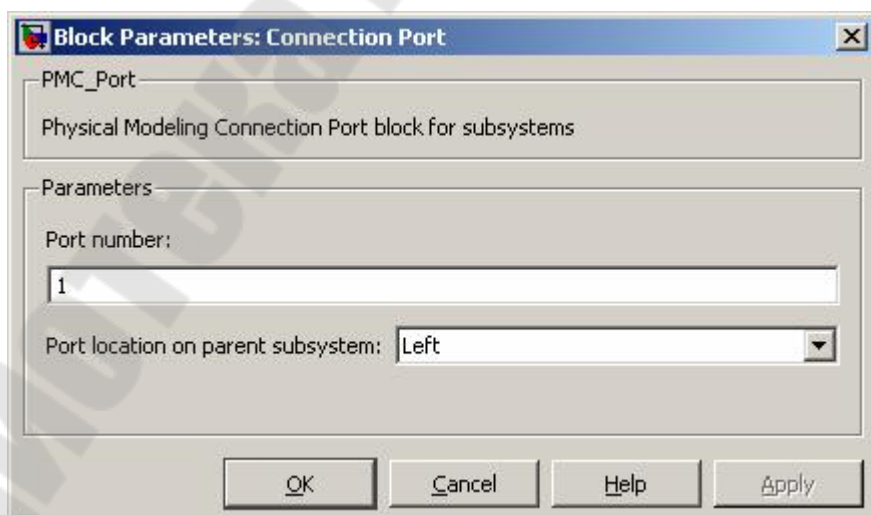 Block Parameters: Connection Port
PMC_Port
Physical Modeling Connection Port block for subsystems
Parameters
Port number:
1
Port location on parent subsystem: Left
OK Cancel Help Apply